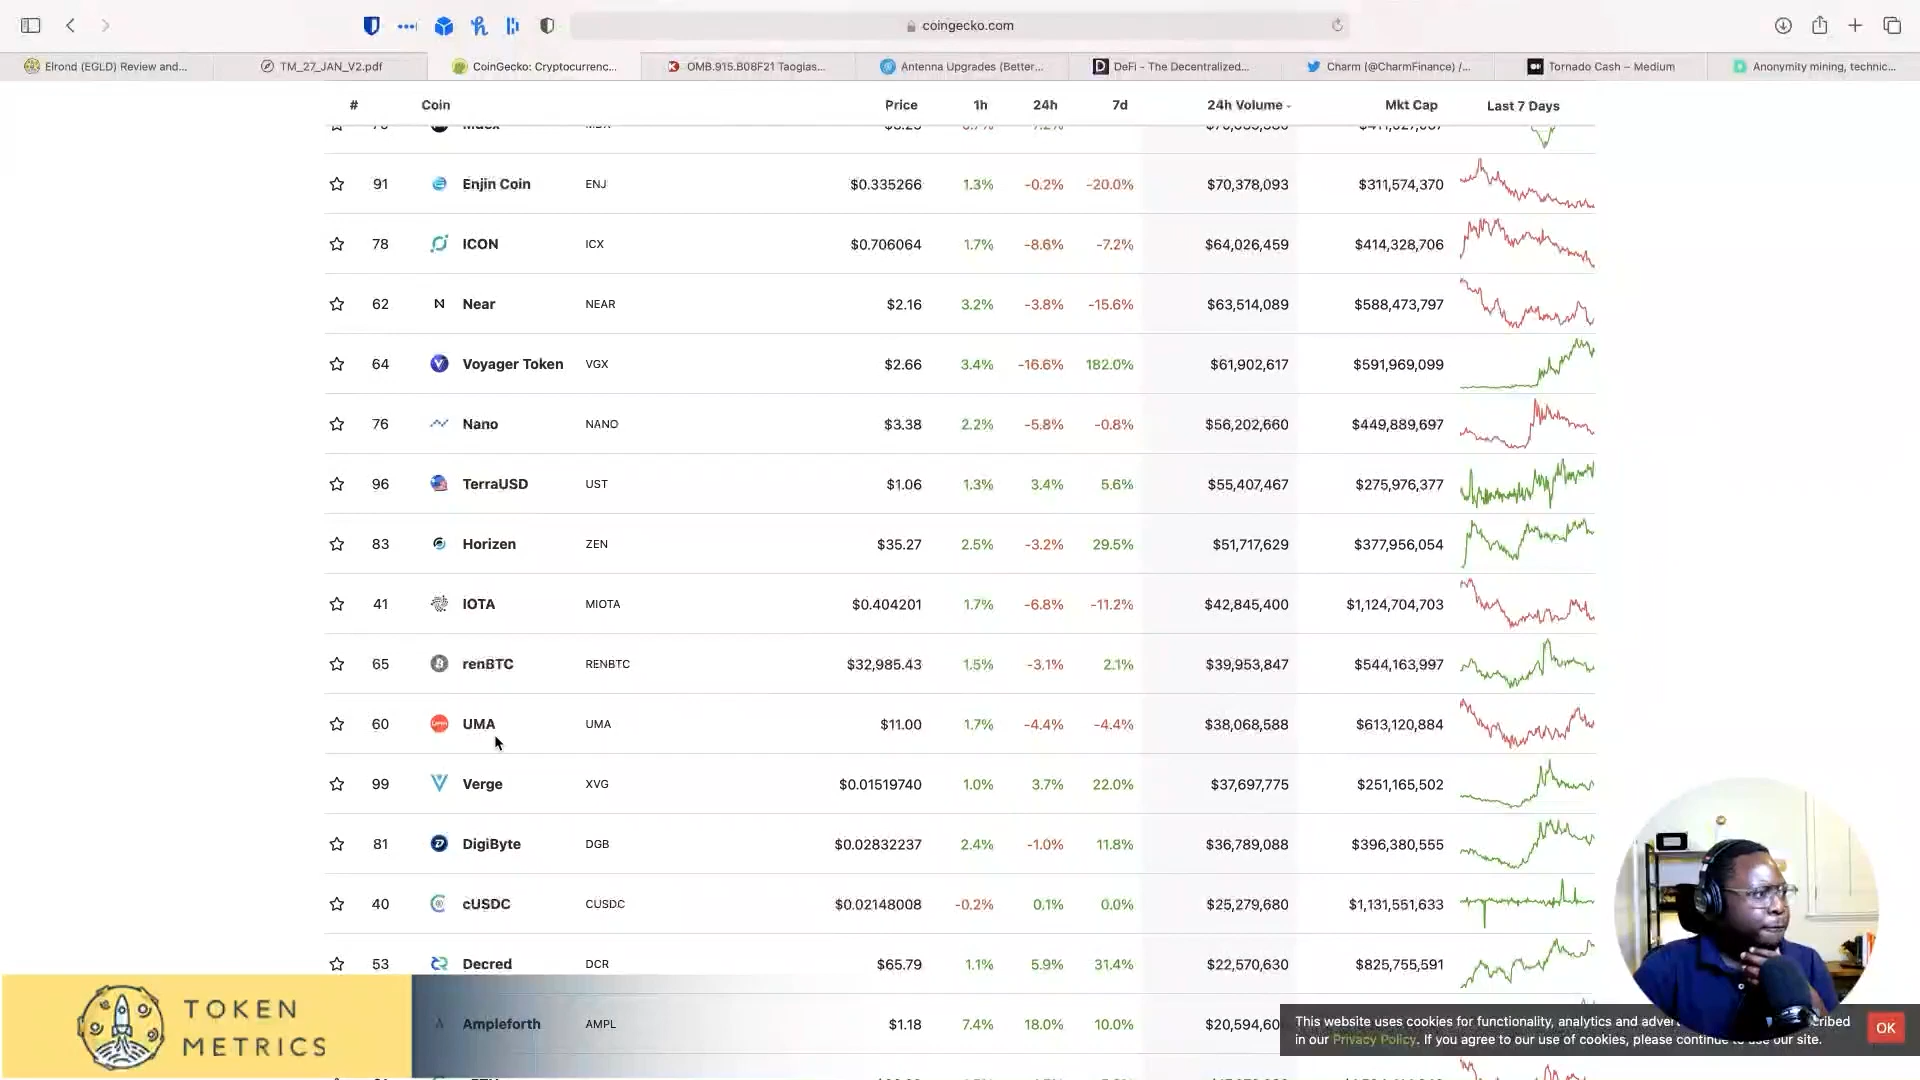 coingecko.com
Elrond (EGLD) Review and...
TM_27_JAN_V2.pdf
CoinGecko: Cryptocurrenc...
OMB.915.B08F21 Taoglas...
Antenna Upgrades (Better...
DeFi - The Decentralized...
Charm (@CharmFinance) /...
Tornado Cash – Medium
Anonymity mining, technic...
# Coin Price 1h 24h 7d 24h Volume Mkt Cap Last 7 Days
91 Enjin Coin ENJ $0.335266 1.3% -0.2% -20.0% $70,378,093 $311,574,370
78 ICON ICX $0.706064 1.7% -8.6% -7.2% $64,026,459 $414,328,706
62 Near NEAR $2.16 3.2% -3.8% -15.6% $63,514,089 $588,473,797
64 Voyager Token VGX $2.66 3.4% -16.6% 182.0% $61,902,617 $591,969,099
76 Nano NANO $3.38 2.2% -5.8% -0.8% $56,202,660 $449,889,697
96 TerraUSD UST $1.06 1.3% 3.4% 5.6% $55,407,467 $275,976,377
83 Horizen ZEN $35.27 2.5% -3.2% 29.5% $51,717,629 $377,956,054
41 IOTA MIOTA $0.404201 1.7% -6.8% -11.2% $42,845,400 $1,124,704,703
65 renBTC RENBTC $32,985.43 1.5% -3.1% 2.1% $39,953,847 $544,163,997
60 UMA UMA $11.00 1.7% -4.4% -4.4% $38,068,588 $613,120,884
99 Verge XVG $0.01519740 1.0% 3.7% 22.0% $37,697,775 $251,165,502
81 DigiByte DGB $0.02832237 2.4% -1.0% 11.8% $36,789,088 $396,380,555
40 cUSDC CUSDC $0.02148008 -0.2% 0.1% 0.0% $25,279,680 $1,131,551,633
53 Decred DCR $65.79 1.1% 5.9% 31.4% $22,570,630 $825,755,591
Ampleforth AMPL $1.18 7.4% 18.0% 10.0% $20,594,60
TOKEN
METRICS
This website uses cookies for functionality, analytics and advert cribed
in our Privacy Policy. If you agree to our use of cookies, please continue to use our site.
OK